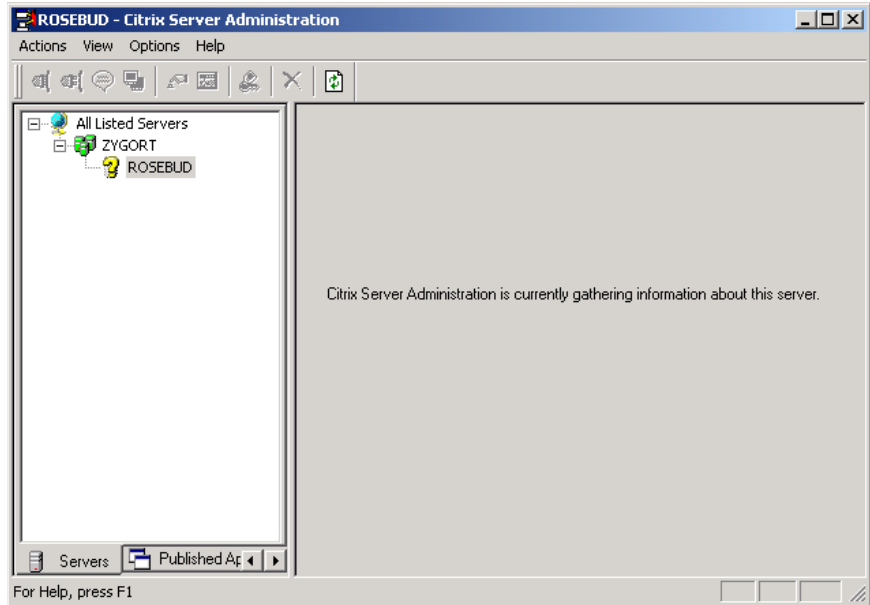 ROSEBUD - Citrix Server Administration
Actions View Options Help
All Listed Servers
ZYGORT
ROSEBUD
Citrix Server Administration is currently gathering information about this server.
Servers Published Ap
For Help, press F1